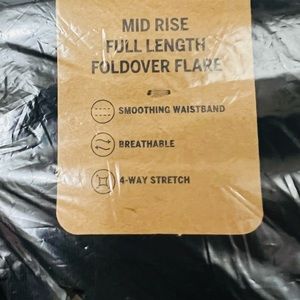 MID RISE
FULL LENGTH
FOLDOVER FLARE
SMOOTHING WAISTBAND
BREATHABLE
4-WAY STRETCH